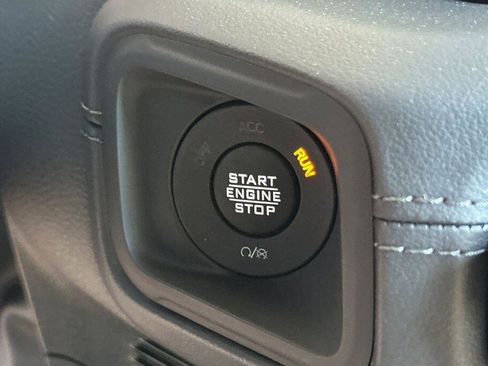 ACC
OFF
RUN
START
ENGINE
STOP